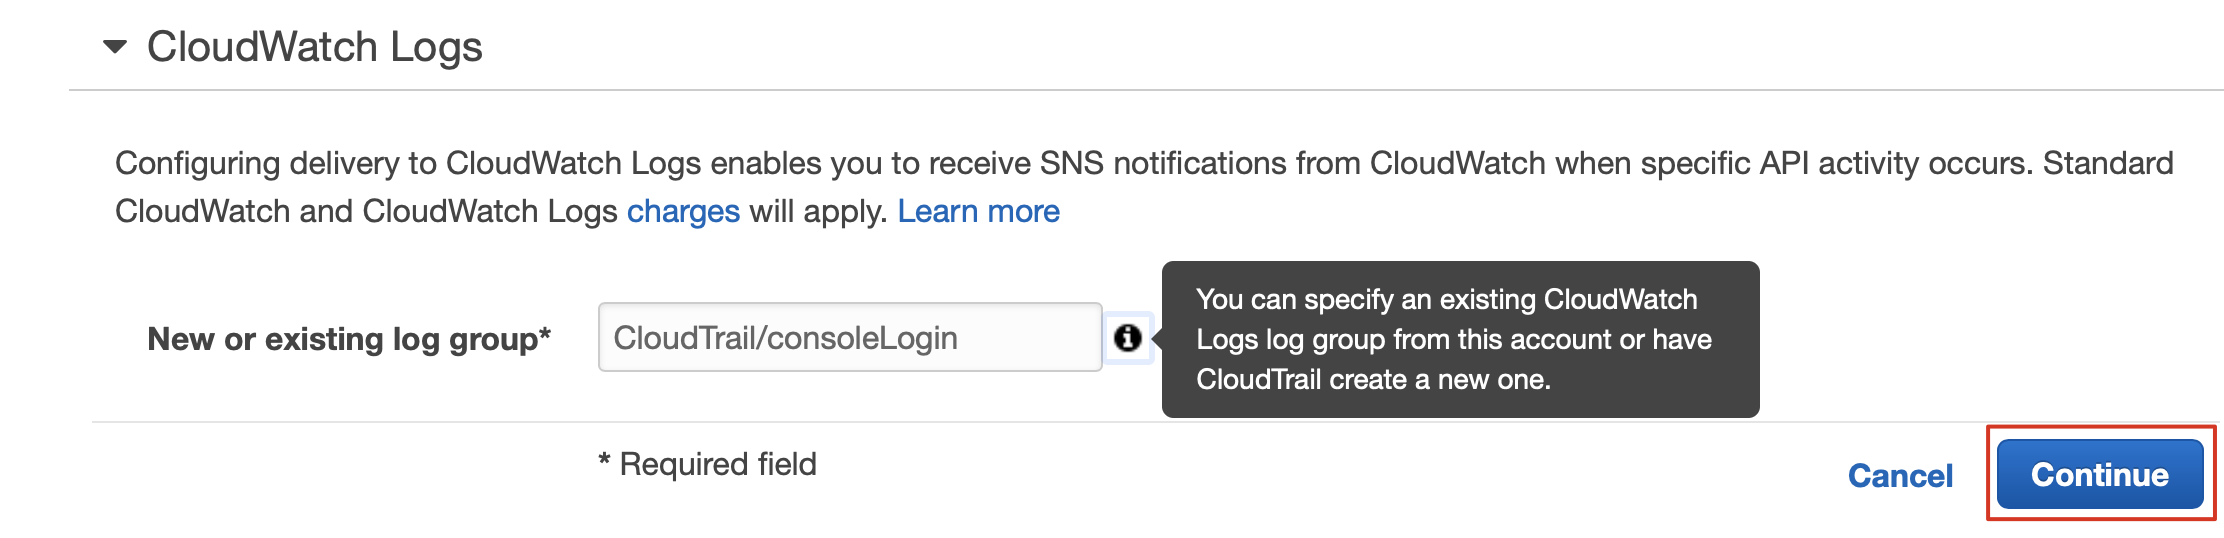 CloudWatch Logs
Configuring delivery to CloudWatch Logs enables you to receive SNS notifications from CloudWatch when specific API activity occurs. Standard
CloudWatch and CloudWatch Logs charges will apply. Learn more
New or existing log group*
CloudTrail/consoleLogin
You can specify an existing CloudWatch
Logs log group from this account or have
CloudTrail create a new one.
* Required field
Cancel
Continue